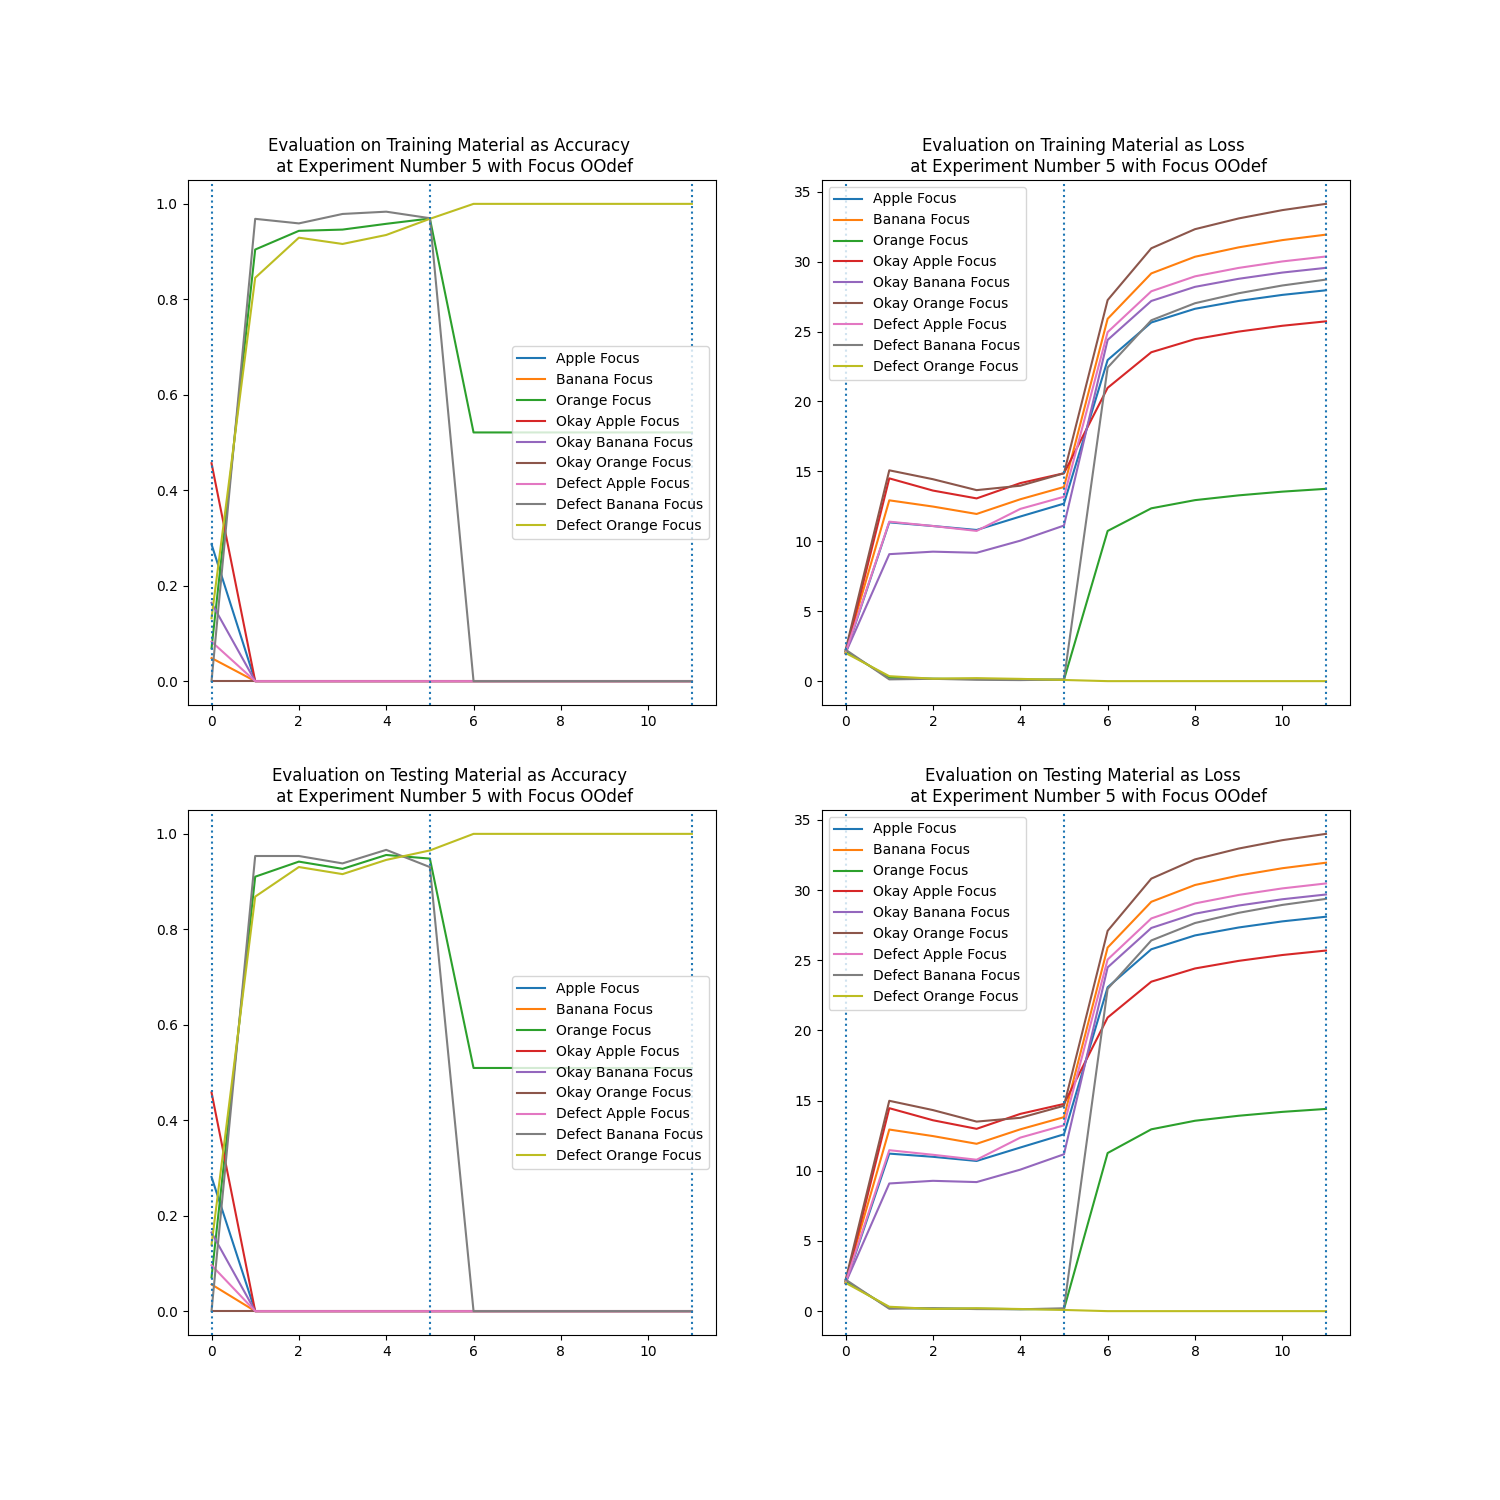 Evaluation on Training Material as Accuracy
at Experiment Number 5 with Focus OOdef
1.0
0.8
0.6
0.4
0.2
0.0
Apple Focus
Banana Focus
Orange Focus
Okay Apple Focus
Okay Banana Focus
Okay Orange Focus
Defect Apple Focus
Defect Banana Focus
Defect Orange Focus
0 2 4 6 8 10
Evaluation on Training Material as Loss
at Experiment Number 5 with Focus OOdef
35
30
25
20
15
10
5
0
Apple Focus
Banana Focus
Orange Focus
Okay Apple Focus
Okay Banana Focus
Okay Orange Focus
Defect Apple Focus
Defect Banana Focus
Defect Orange Focus
0 2 4 6 8 10
Evaluation on Testing Material as Accuracy
at Experiment Number 5 with Focus OOdef
1.0
0.8
0.6
0.4
0.2
0.0
Apple Focus
Banana Focus
Orange Focus
Okay Apple Focus
Okay Banana Focus
Okay Orange Focus
Defect Apple Focus
Defect Banana Focus
Defect Orange Focus
0 2 4 6 8 10
Evaluation on Testing Material as Loss
at Experiment Number 5 with Focus OOdef
35
30
25
20
15
10
5
0
Apple Focus
Banana Focus
Orange Focus
Okay Apple Focus
Okay Banana Focus
Okay Orange Focus
Defect Apple Focus
Defect Banana Focus
Defect Orange Focus
0 2 4 6 8 10